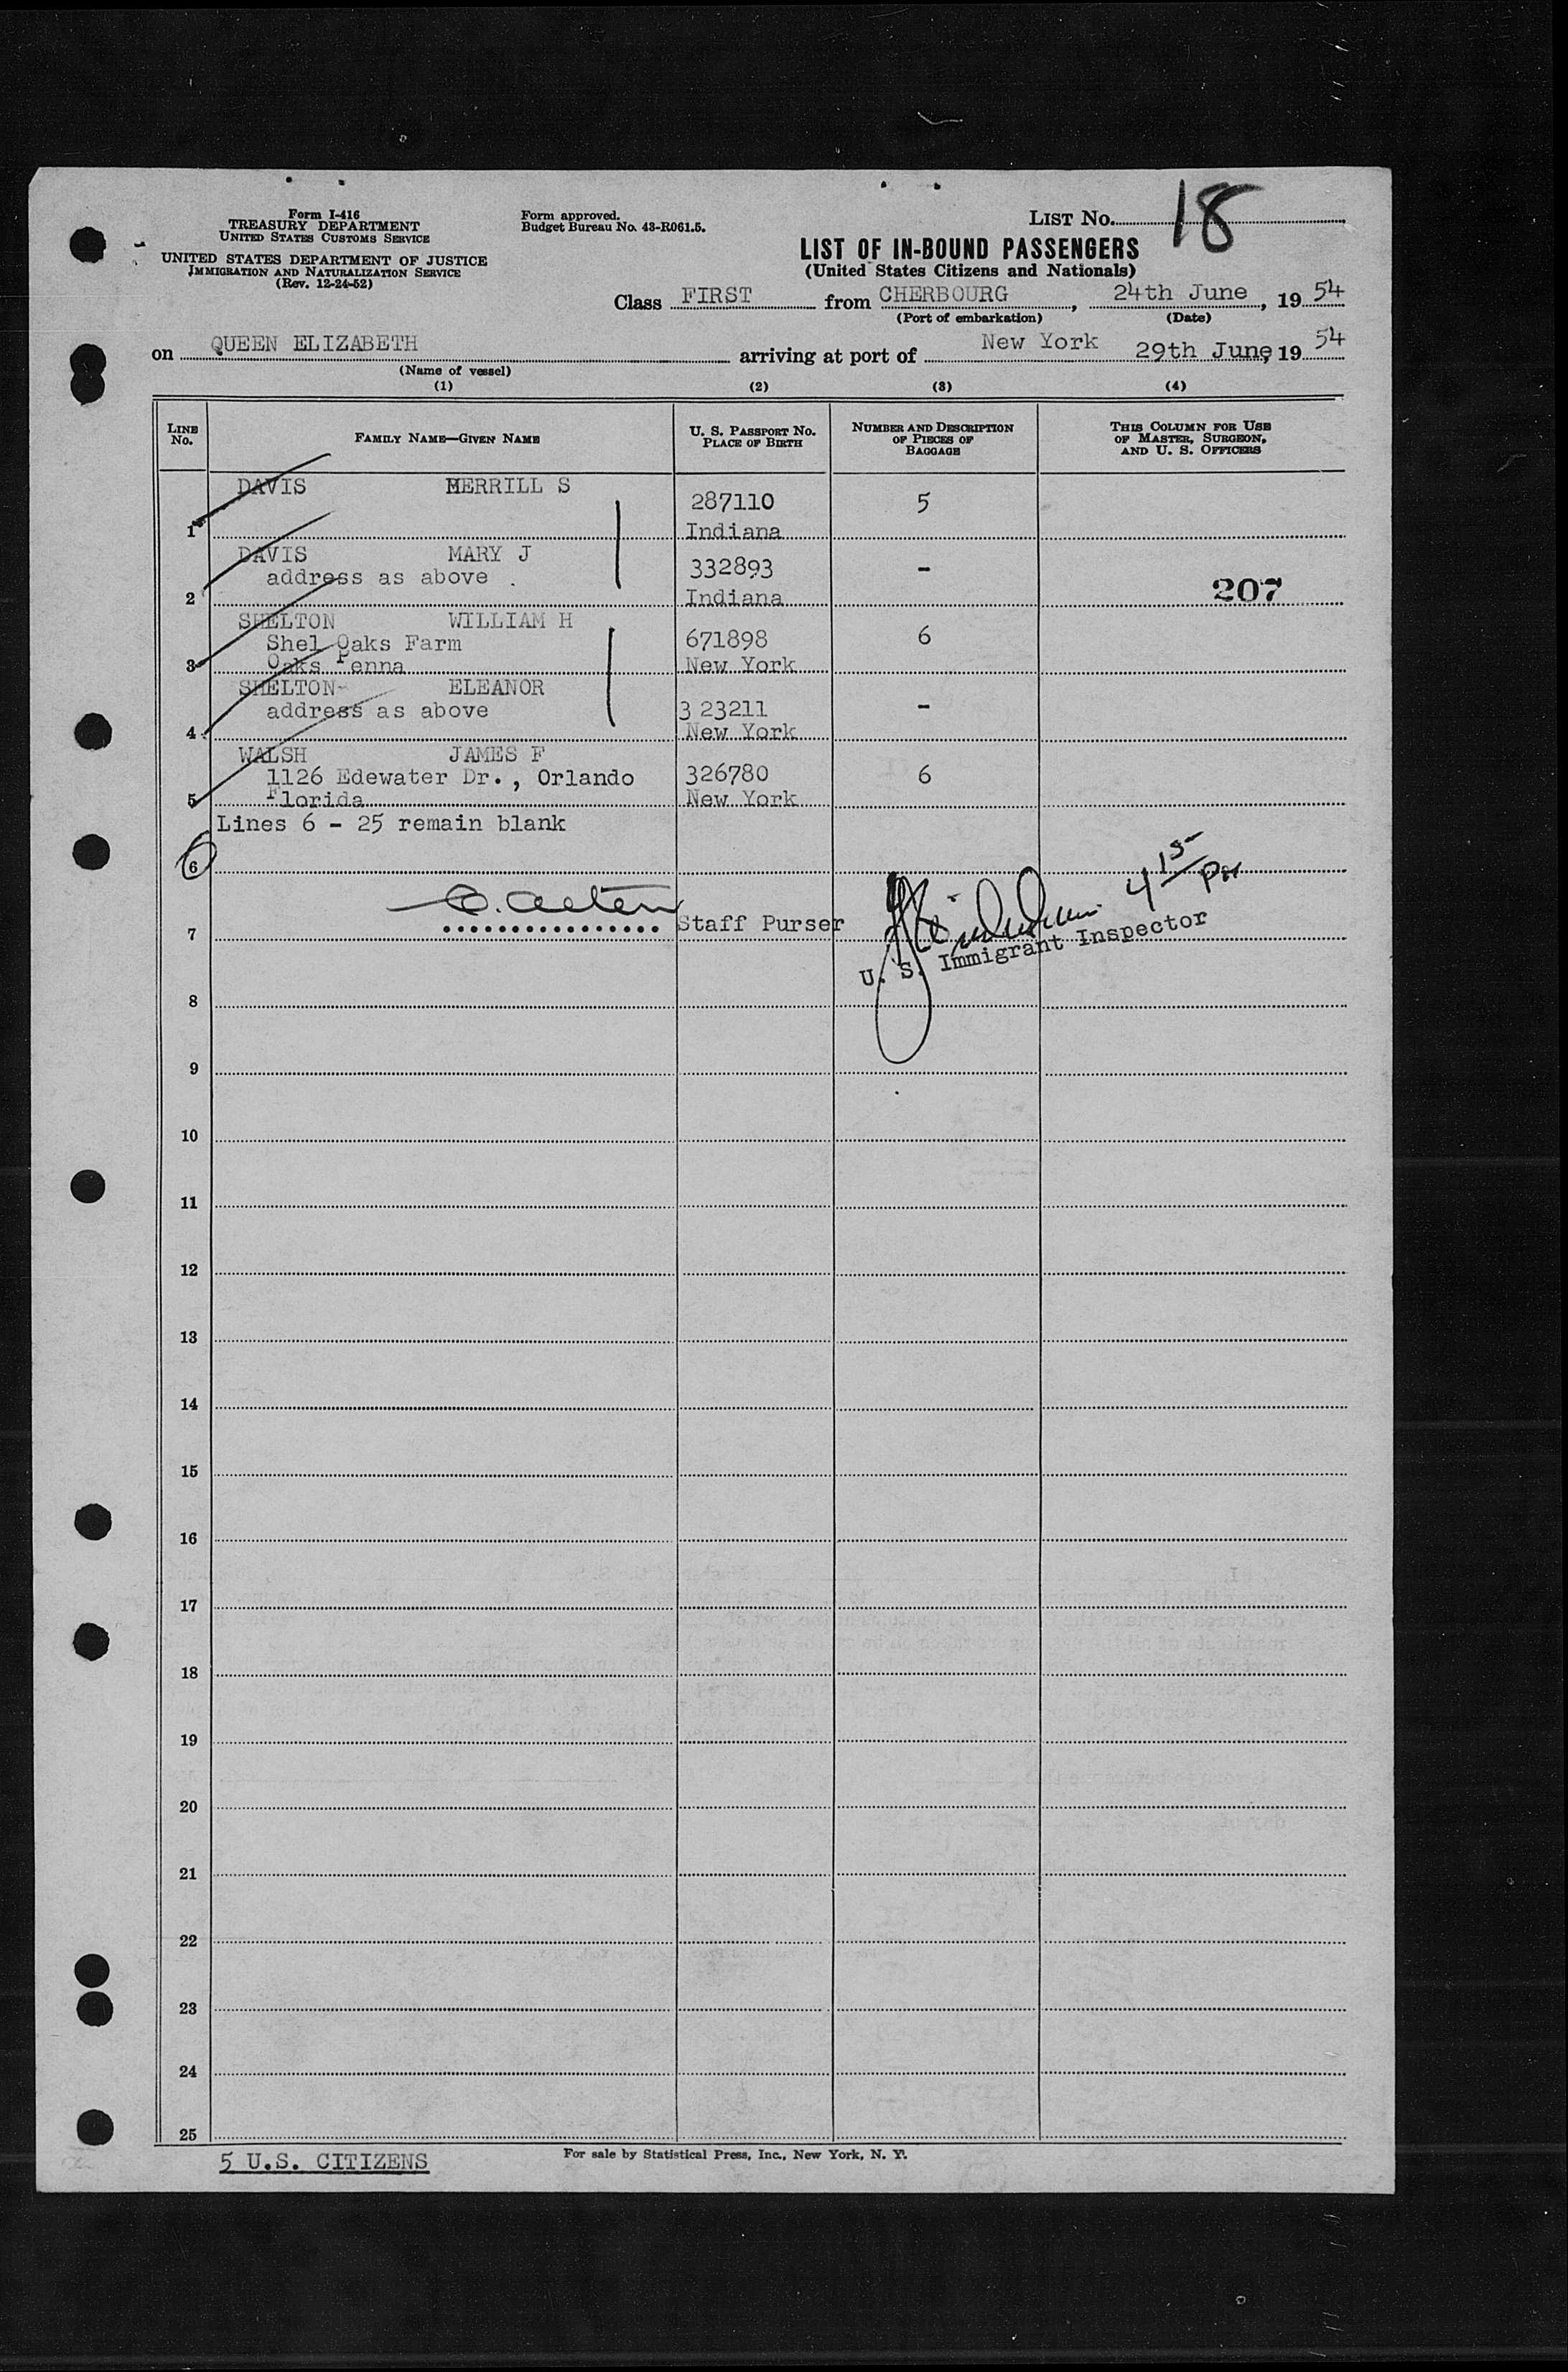 Form I-416
TREASURY DEPARTMENT
UNITED STATES CUSTOMS SERVICE
UNITED STATES DEPARTMENT OF JUSTICE
IMMIGRATION AND NATURALIZATION SERVICE
(Rev. 12-24-52)
Form approved.
Budget Bureau No. 43-R061.5.
LIST NO. 18
LIST OF IN-BOUND PASSENGERS
(United States Citizens and Nationals)
Class FIRST from CHERBOURG, 24th June, 19 54
(Port of embarkation) (Date)
on QUEEN ELIZABETH arriving at port of New York 29th June, 19 54
(Name of vessel)
(1) (2) (3) (4)
LINE NO. FAMILY NAME—GIVEN NAME U. S. PASSPORT NO. PLACE OF BIRTH NUMBER AND DESCRIPTION OF PIECES OF BAGGAGE THIS COLUMN FOR USE OF MASTER, SURGEON, AND U. S. OFFICERS
DAVIS MERRILL S 287110 5
1 Indiana
DAVIS MARY J
address as above 332893 -
2 Indiana 207
SHELTON WILLIAM H
Shel Oaks Farm 671898 6
3 Oaks Penna New York
SHELTON ELEANOR
address as above 3 23211 -
4 New York
WALSH JAMES F
1126 Edewater Dr., Orlando 326780 6
5 Florida New York
Lines 6 - 25 remain blank
6
4 15 PM
7 Staff Purser
U. S. Immigrant Inspector
8
9
10
11
12
13
14
15
16
17
18
19
20
21
22
23
24
25
5 U.S. CITIZENS
For sale by Statistical Press, Inc., New York, N. Y.